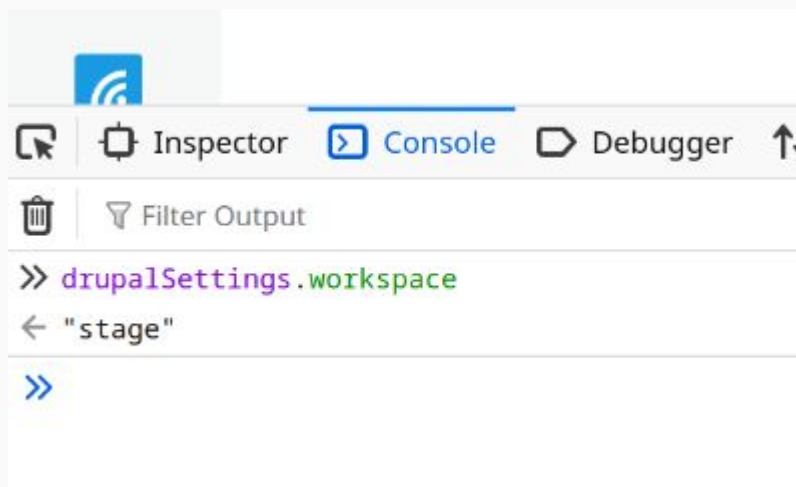 Inspector Console Debugger
Filter Output
» drupalSettings.workspace
← "stage"
»